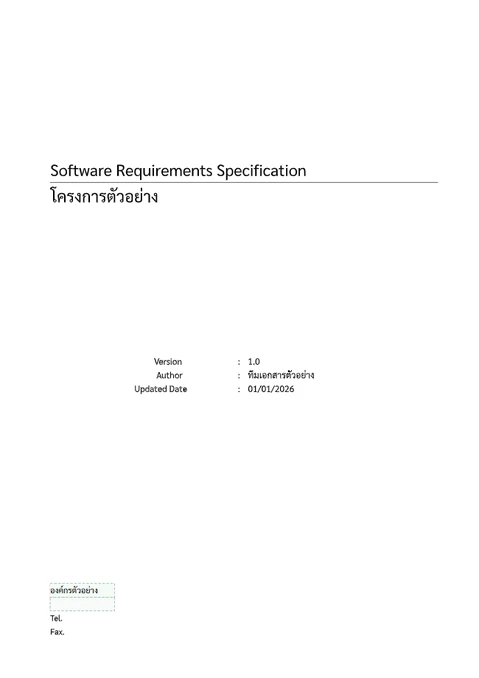 Software Requirements Specification
โครงการตัวอย่าง
Version : 1.0
Author : ทีมเอกสารตัวอย่าง
Updated Date : 01/01/2026
องค์กรตัวอย่าง
Tel.
Fax.